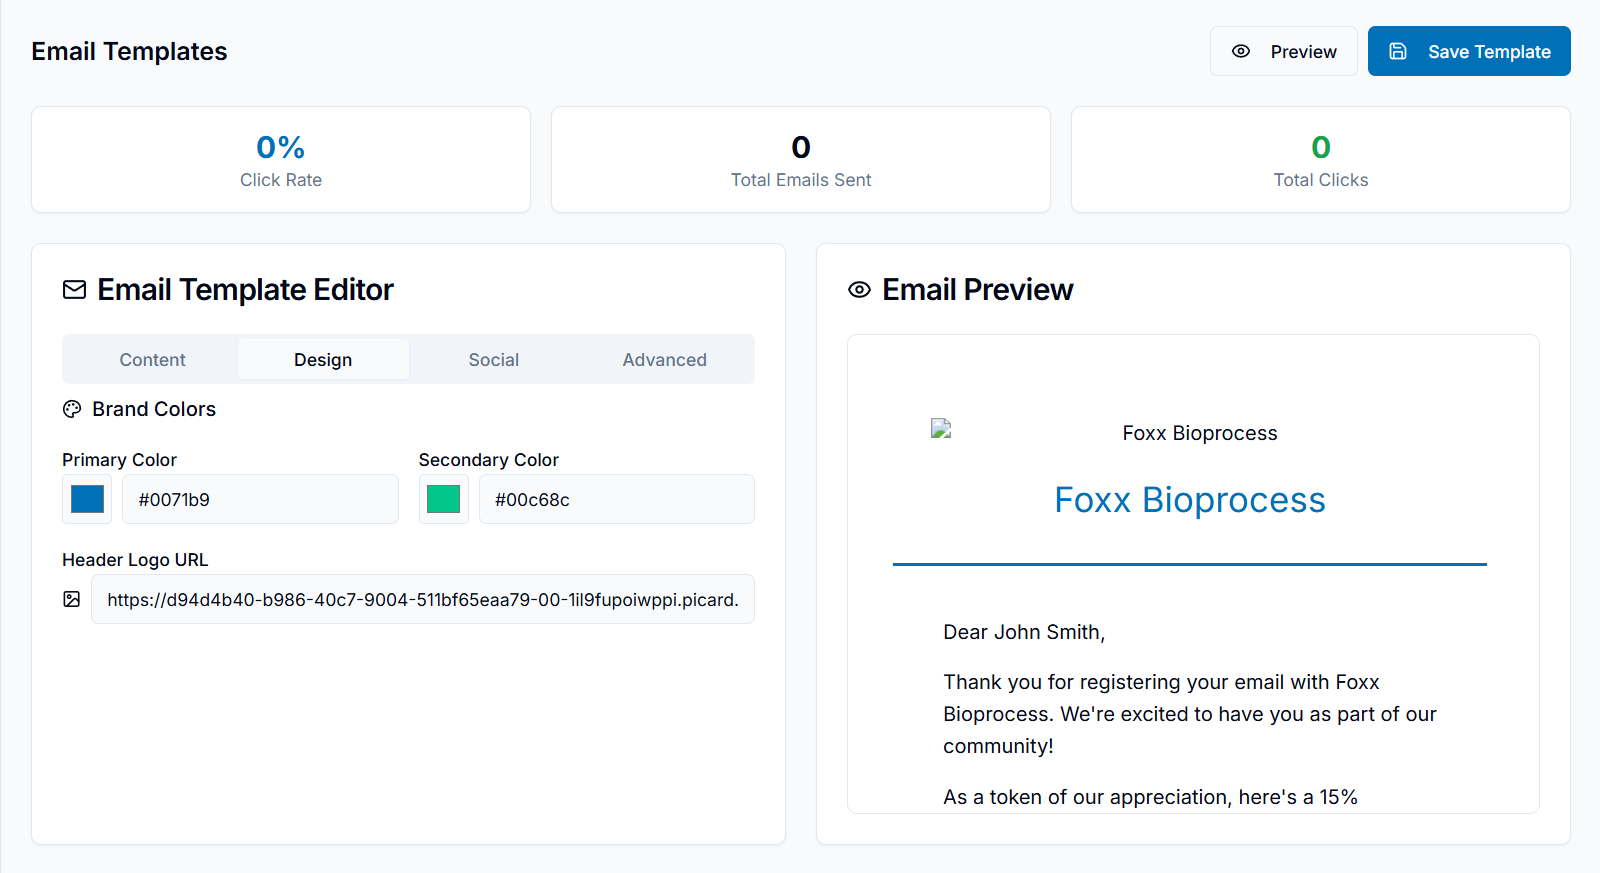 Email Templates
Preview
Save Template
0%
Click Rate
0
Total Emails Sent
0
Total Clicks
Email Template Editor
Content
Design
Social
Advanced
Brand Colors
Primary Color
Secondary Color
#0071b9
#00c68c
Header Logo URL
https://d94d4b40-b986-40c7-9004-511bf65eaa79-00-1il9fupoiwppi.picard.
Email Preview
Foxx Bioprocess
Foxx Bioprocess
Dear John Smith,
Thank you for registering your email with Foxx
Bioprocess. We're excited to have you as part of our
community!
As a token of our appreciation, here's a 15%